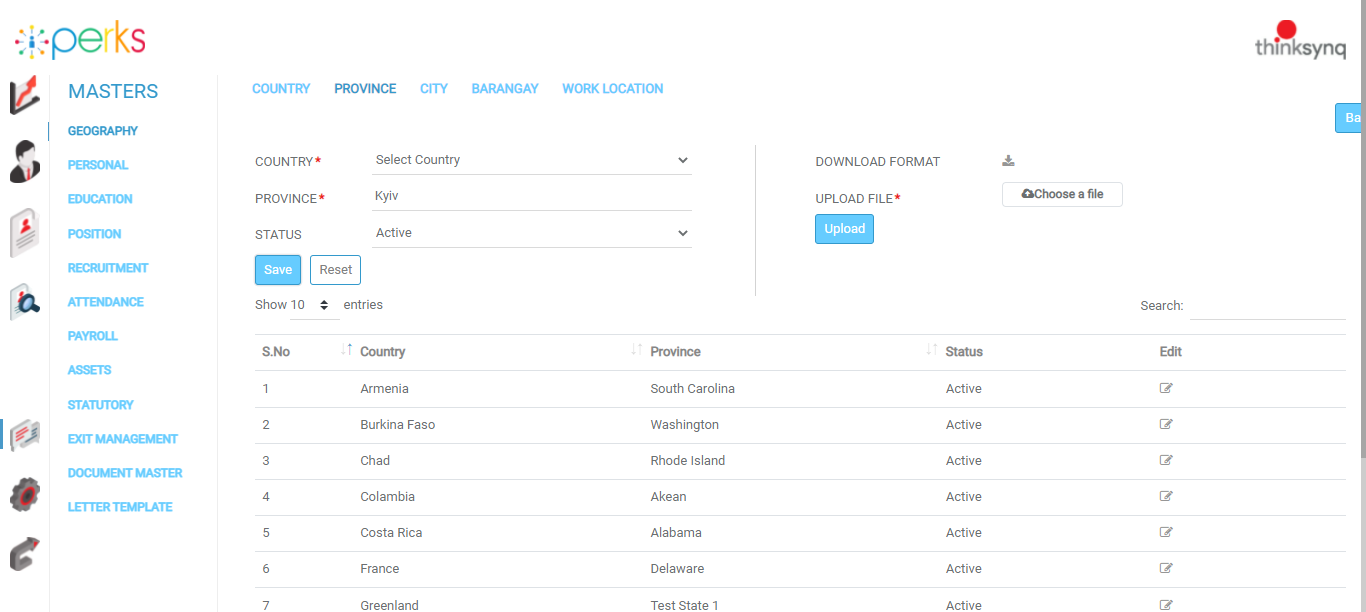 perks
thinksynq
MASTERS
GEOGRAPHY
PERSONAL
EDUCATION
POSITION
RECRUITMENT
ATTENDANCE
PAYROLL
ASSETS
STATUTORY
EXIT MANAGEMENT
DOCUMENT MASTER
LETTER TEMPLATE
COUNTRY PROVINCE CITY BARANGAY WORK LOCATION
Ba
COUNTRY* Select Country
PROVINCE* Kyiv
STATUS Active
Save Reset
DOWNLOAD FORMAT
UPLOAD FILE* Choose a file
Upload
Show 10 entries
Search:
S.No Country Province Status Edit
1 Armenia South Carolina Active
2 Burkina Faso Washington Active
3 Chad Rhode Island Active
4 Colambia Akean Active
5 Costa Rica Alabama Active
6 France Delaware Active
7 Greenland Test State 1 Active